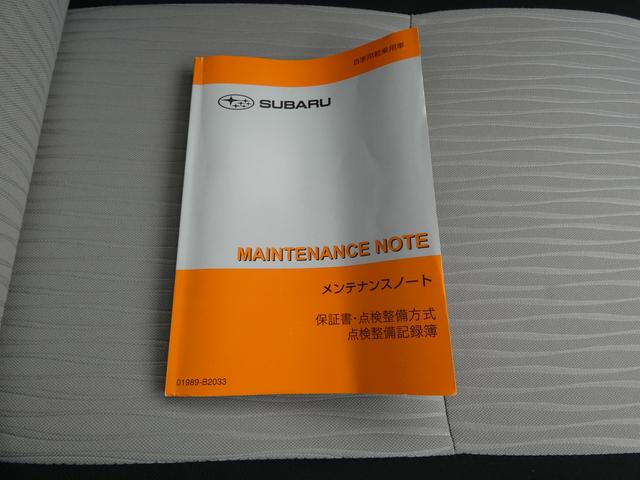 自家用軽乗用車
SUBARU
MAINTENANCE NOTE
メンテナンスノート
保証書・点検整備方式
点検整備記録簿
01989-B2033